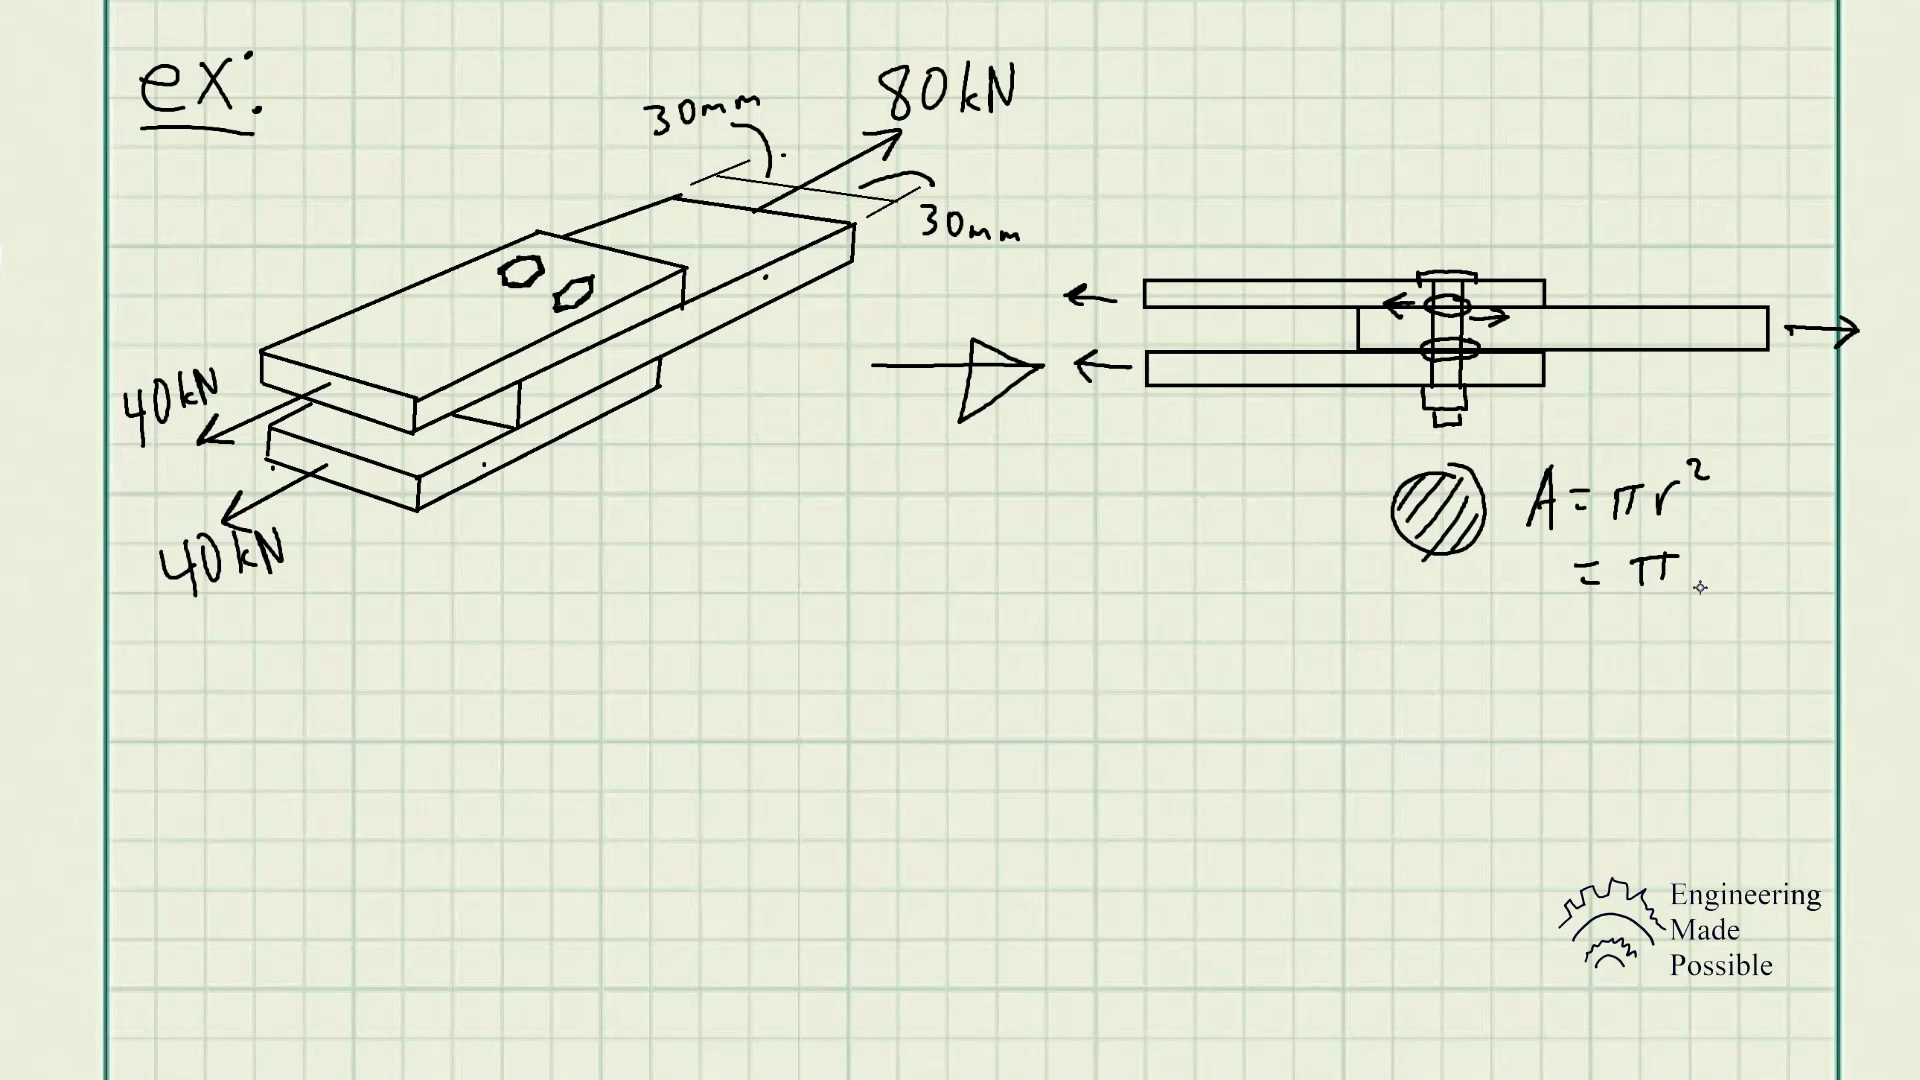 ex:
30mm
80kN
30mm
40kN
40kN
A = πr²
= π
Engineering
Made
Possible